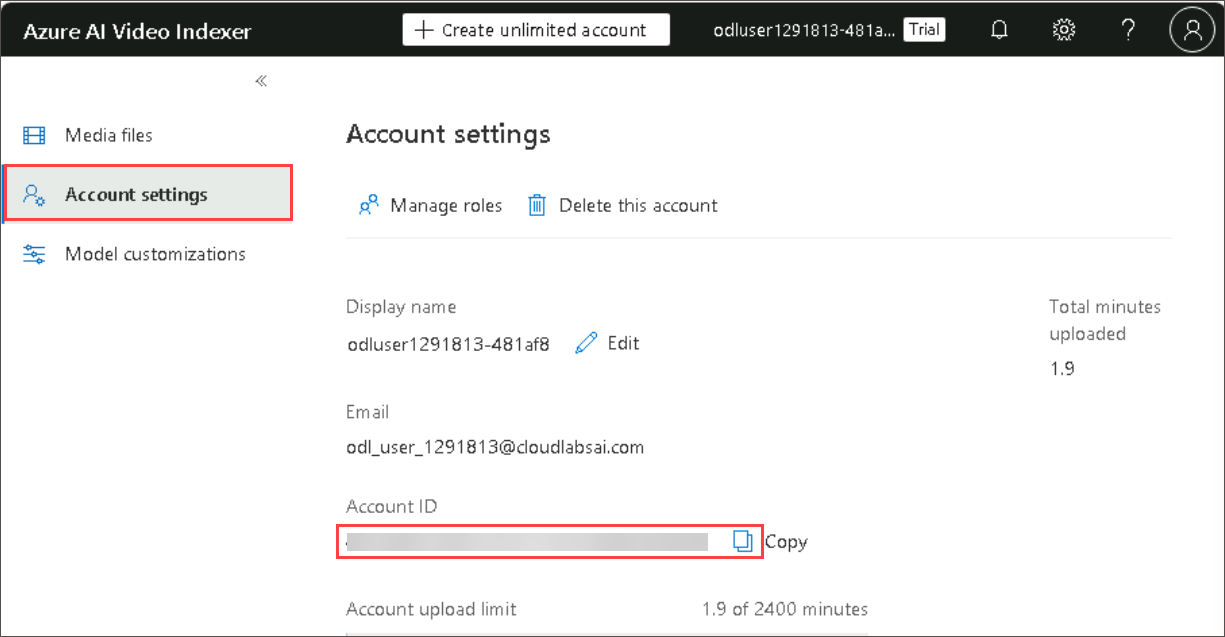 Azure AI Video Indexer
Create unlimited account
odluser1291813-481a... Trial
?
Media files
Account settings
Model customizations
Account settings
Manage roles
Delete this account
Display name
odluser1291813-481af8
Edit
Total minutes
uploaded
1.9
Email
odl_user_1291813@cloudlabsai.com
Account ID
Copy
Account upload limit
1.9 of 2400 minutes